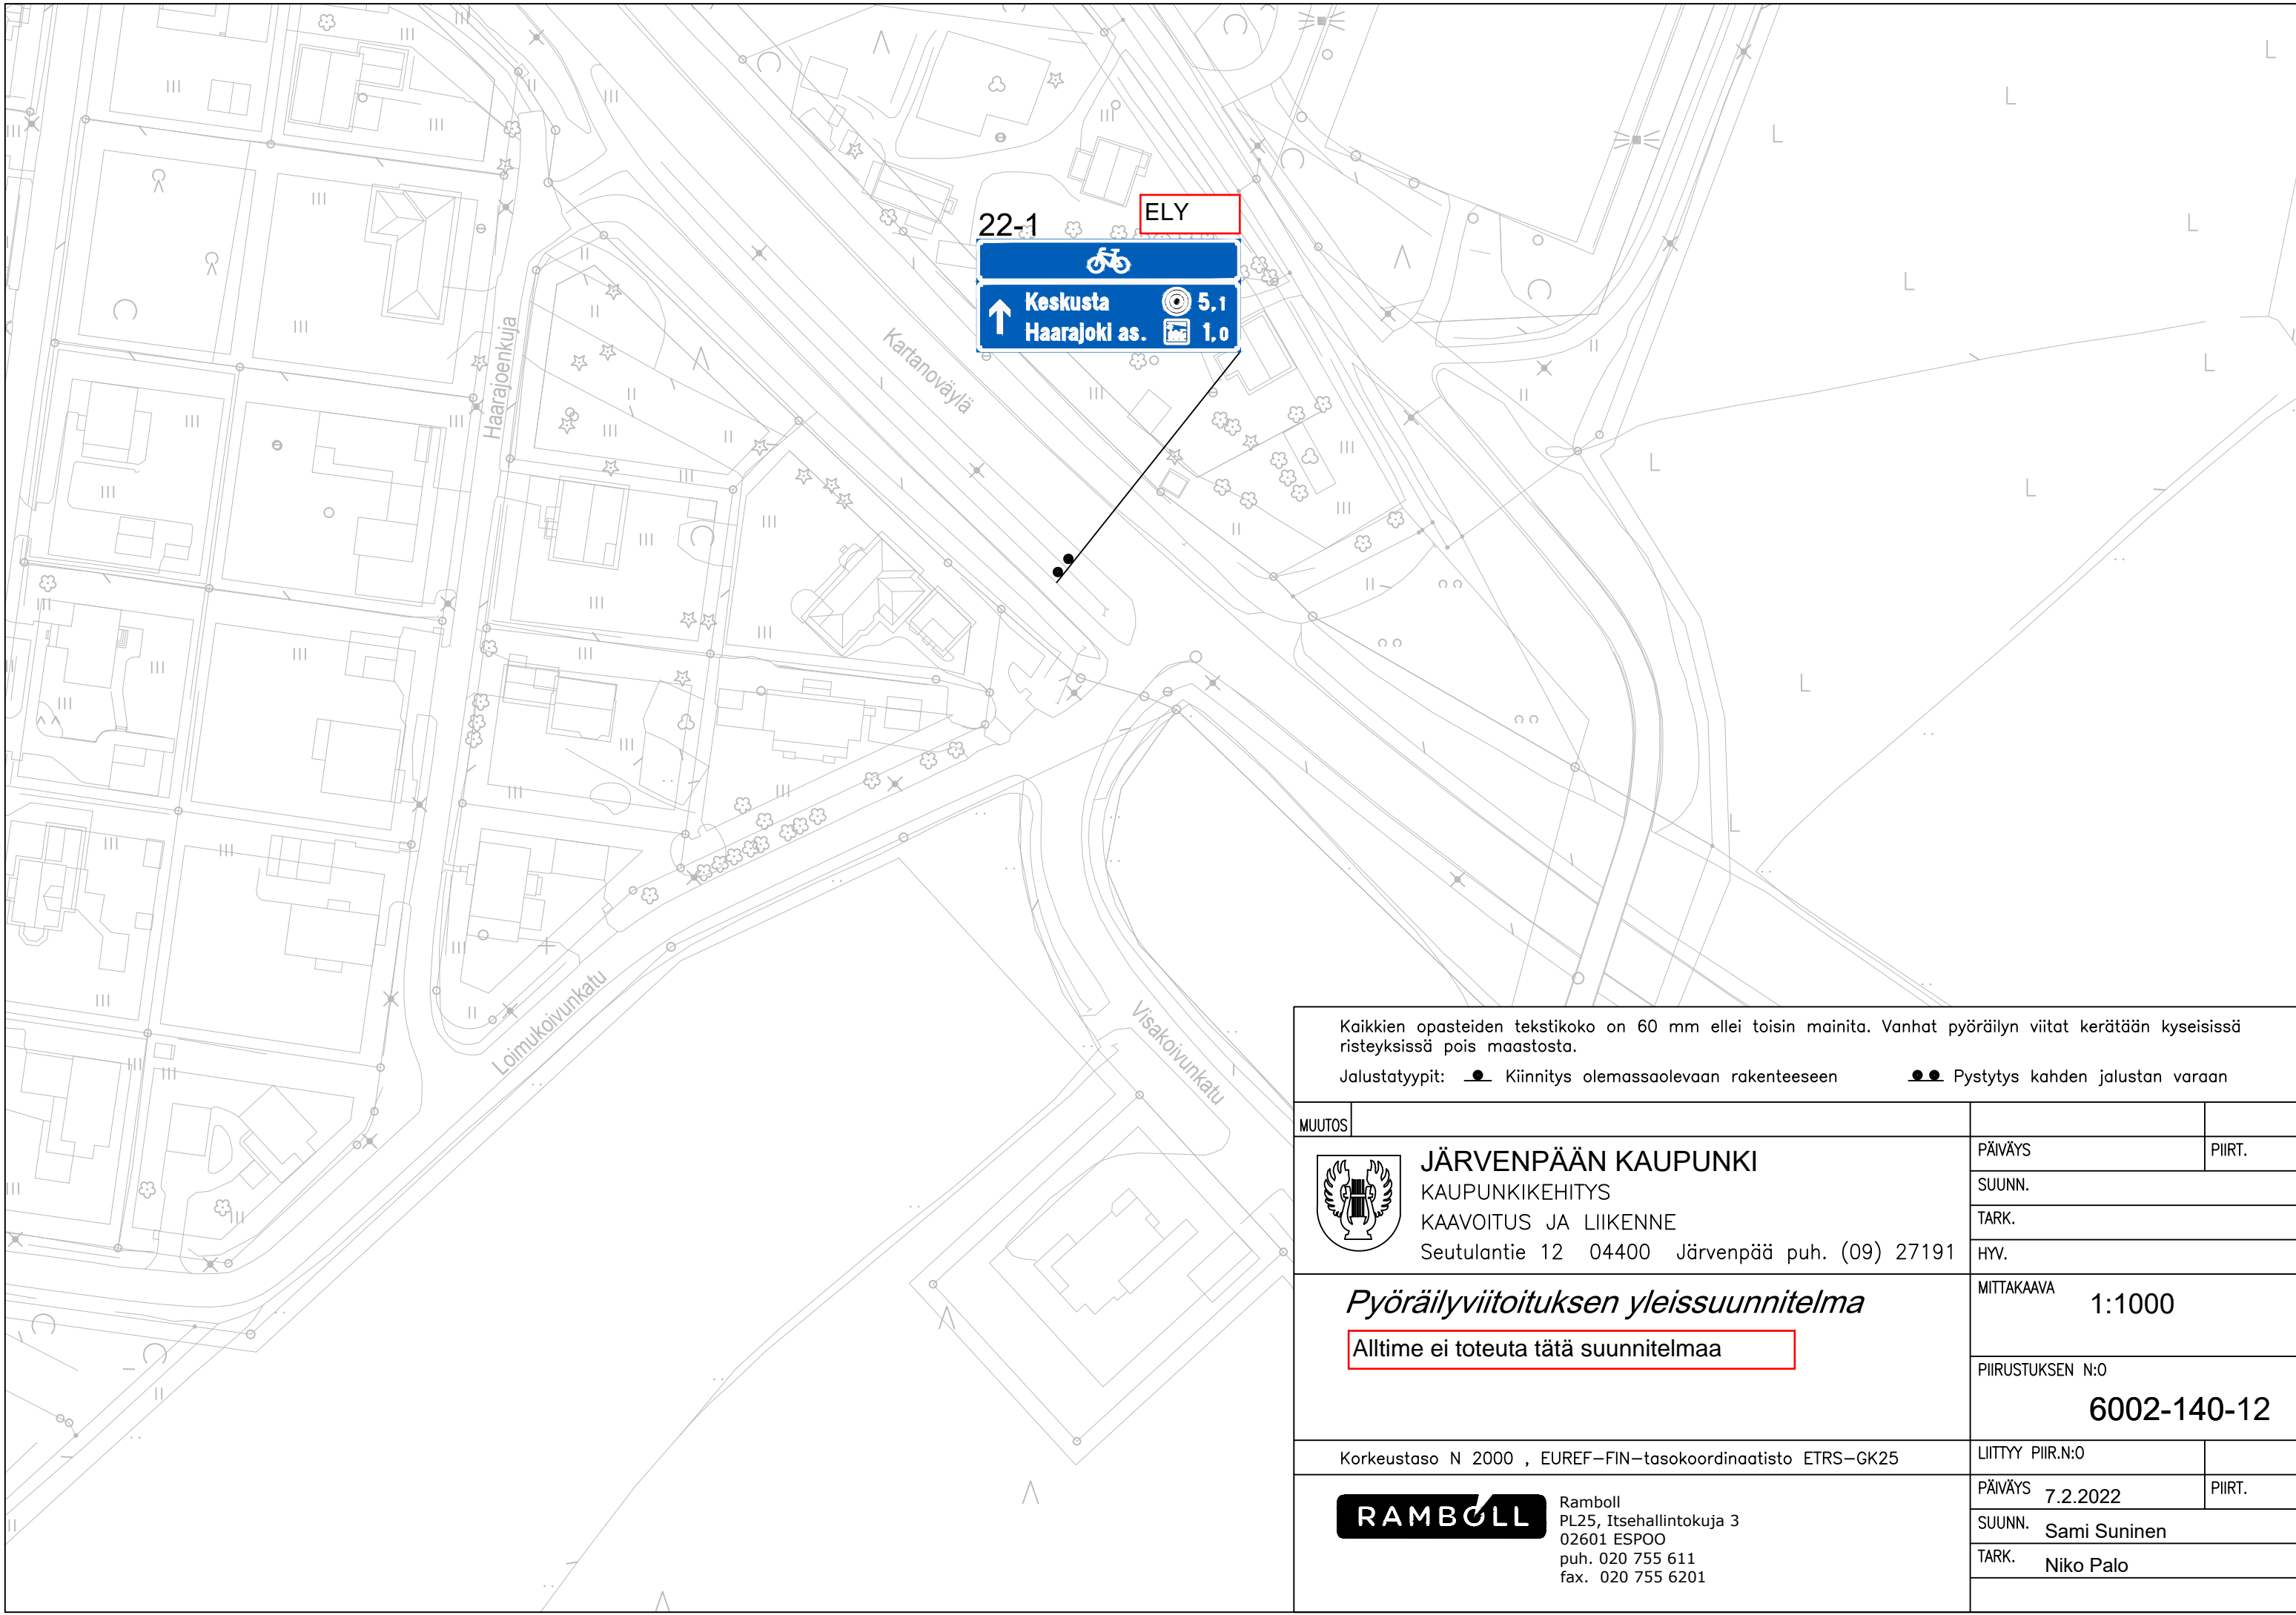 22-1
ELY
Keskusta 5,1
Haarajoki as. 1,0
Kartanoväylä
Haarajoenkuja
Loimukoivunkatu
Visakoivunkatu
Kaikkien opasteiden tekstikoko on 60 mm ellei toisin mainita. Vanhat pyöräilyn viitat kerätään kyseisissä
risteyksissä pois maastosta.
Jalustatyypit: Kiinnitys olemassaolevaan rakenteeseen Pystytys kahden jalustan varaan
MUUTOS
JÄRVENPÄÄN KAUPUNKI
KAUPUNKIKEHITYS
KAAVOITUS JA LIIKENNE
Seutulantie 12 04400 Järvenpää puh. (09) 27191
PÄIVÄYS PIIRT.
SUUNN.
TARK.
HYV.
Pyöräilyviitoituksen yleissuunnitelma
Alltime ei toteuta tätä suunnitelmaa
MITTAKAAVA
1:1000
PIIRUSTUKSEN N:O
6002-140-12
Korkeustaso N 2000 , EUREF-FIN-tasokoordinaatisto ETRS-GK25
LIITTYY PIIR.N:O
RAMBOLL
Ramboll
PL25, Itsehallintokuja 3
02601 ESPOO
puh. 020 755 611
fax. 020 755 6201
PÄIVÄYS 7.2.2022 PIIRT.
SUUNN. Sami Suninen
TARK. Niko Palo